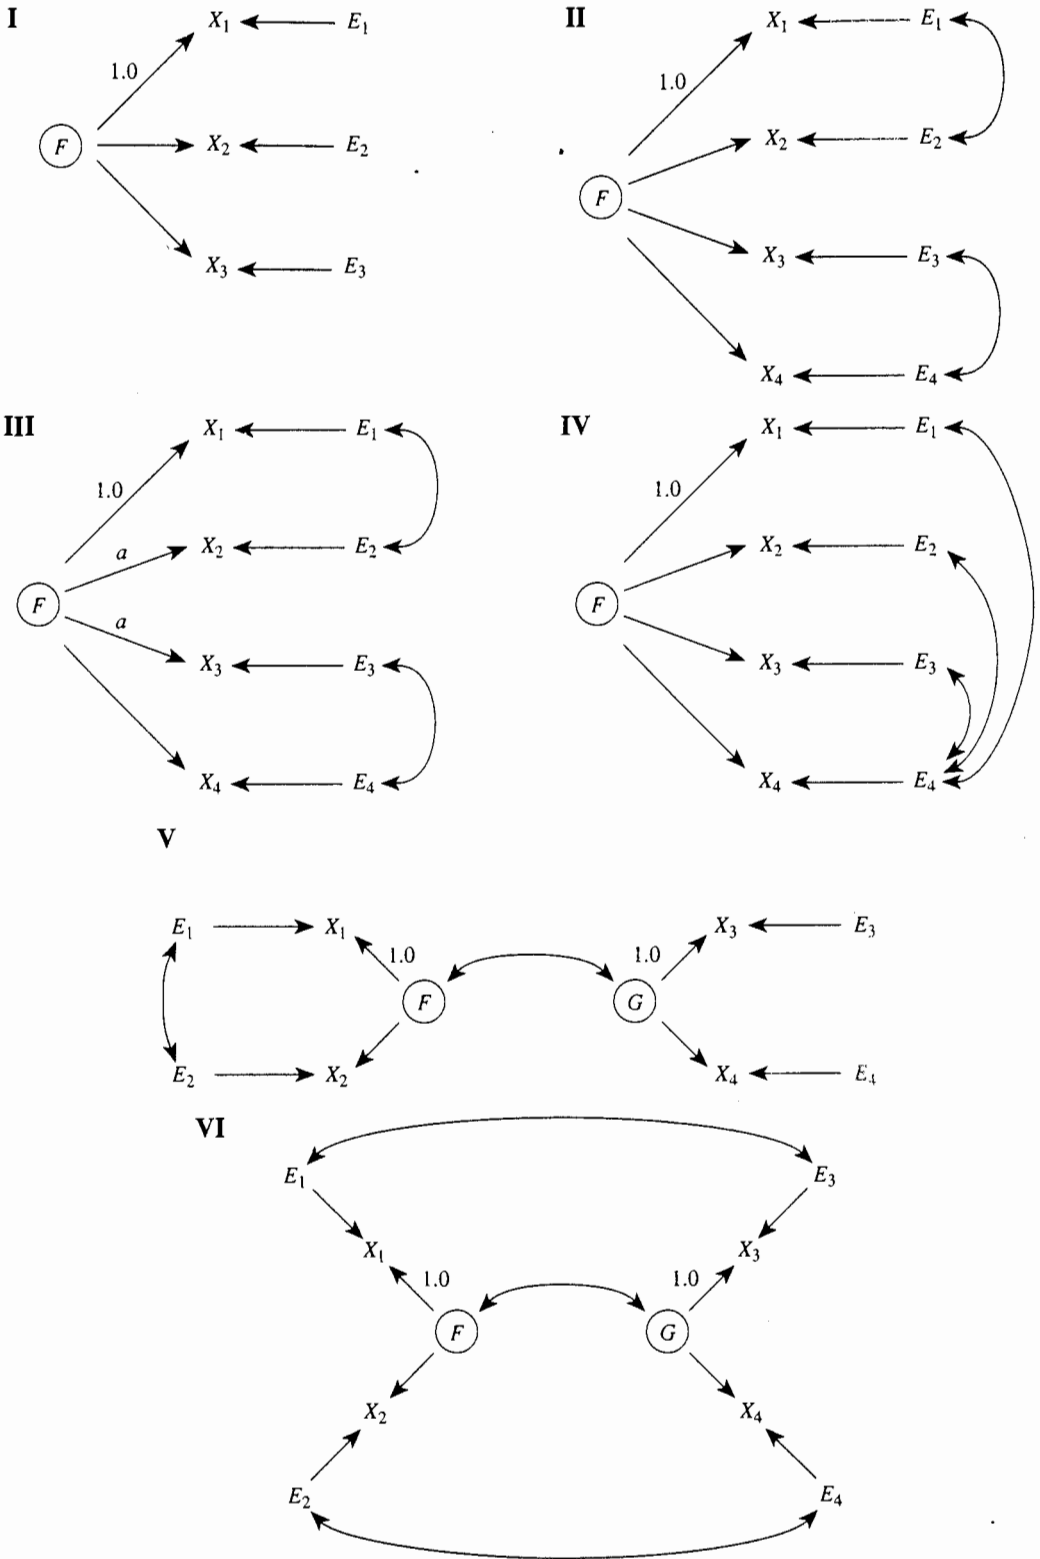 I
X1 E1
1.0
F X2 E2
X3 E3
II
X1 E1
1.0
X2 E2
F
X3 E3
X4 E4
III
X1 E1
1.0
a X2 E2
F
a
X3 E3
X4 E4
IV
X1 E1
1.0
X2 E2
F
X3 E3
X4 E4
V
E1 X1 X3 E3
1.0 1.0
F G
E2 X2 X4 E4
VI
E1 E3
X1 X3
1.0 1.0
F G
X2 X4
E2 E4